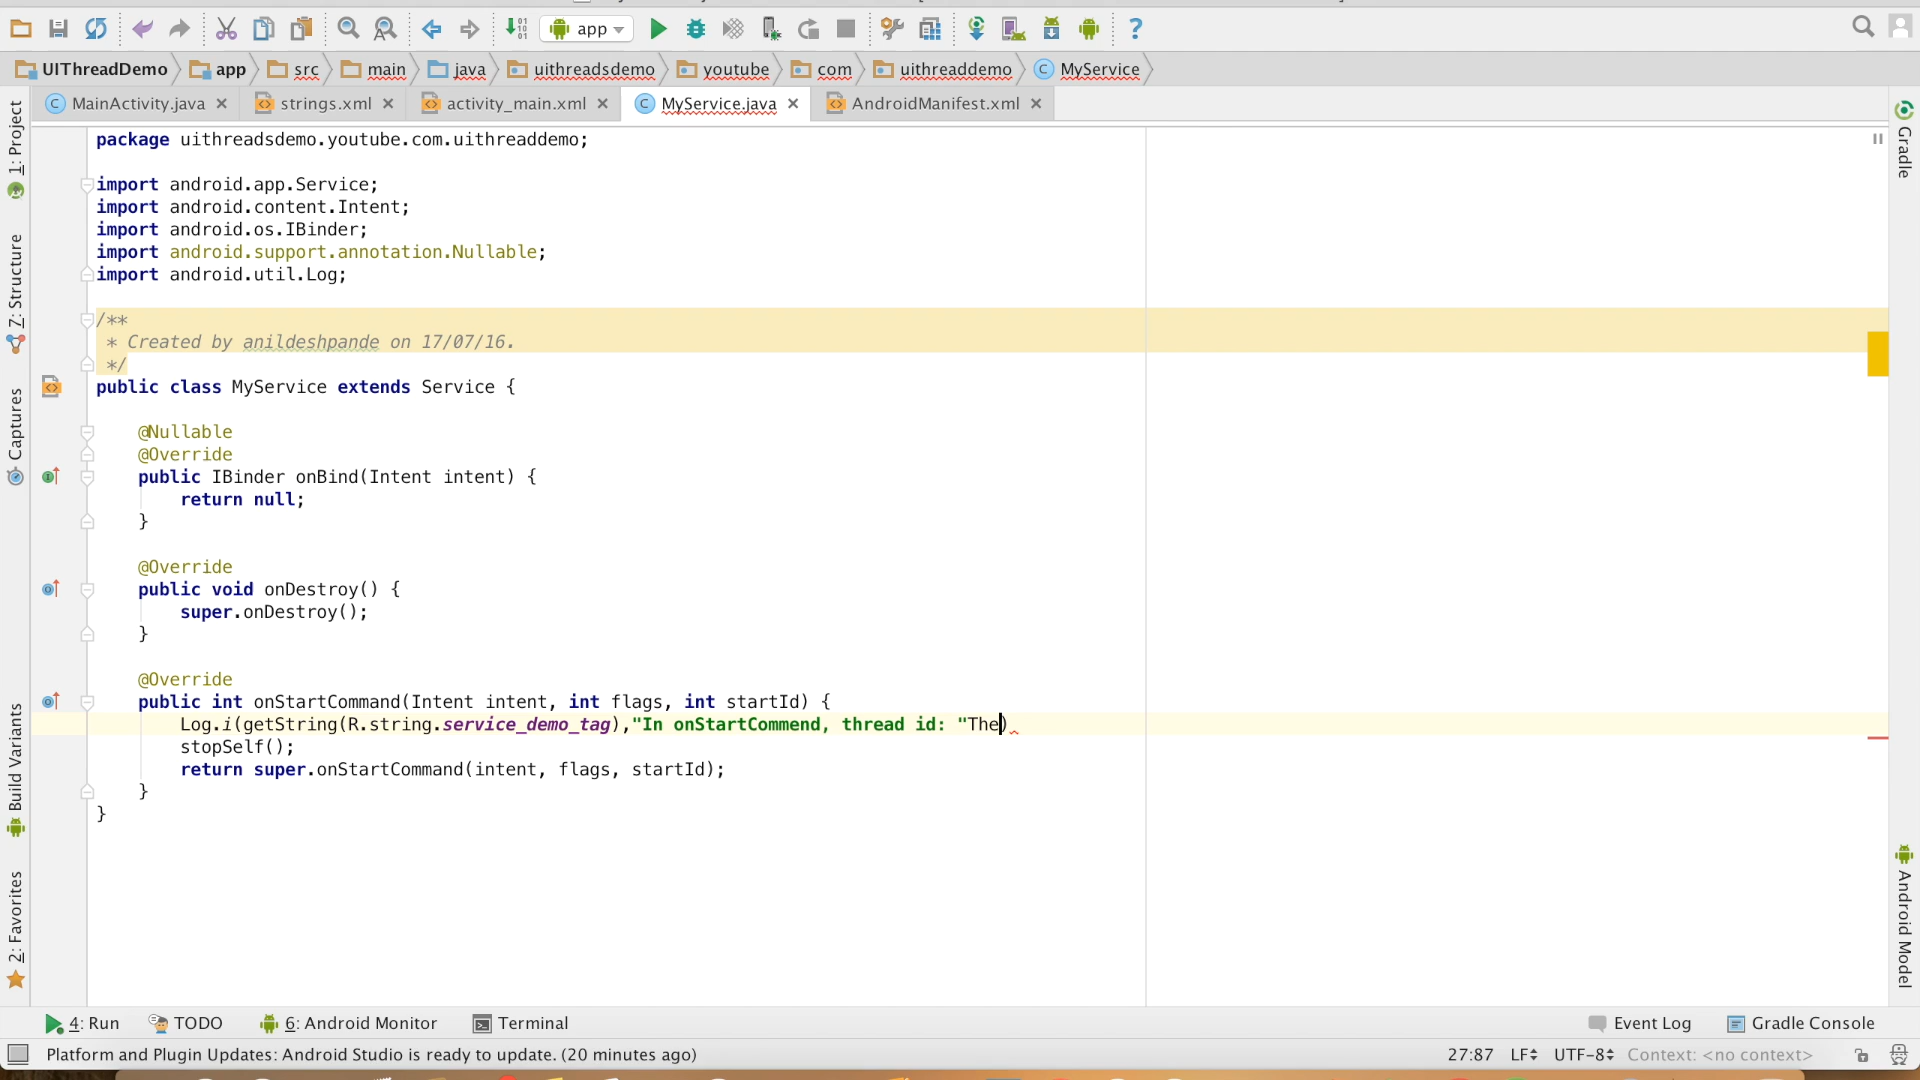 app
UIThreadDemo app src main java uithreadsdemo youtube com uithreaddemo MyService
MainActivity.java strings.xml activity_main.xml MyService.java AndroidManifest.xml
1: Project
7: Structure
Captures
Build Variants
2: Favorites
package uithreadsdemo.youtube.com.uithreaddemo;
import android.app.Service;
import android.content.Intent;
import android.os.IBinder;
import android.support.annotation.Nullable;
import android.util.Log;
/**
* Created by anildeshpande on 17/07/16.
*/
public class MyService extends Service {
@Nullable
@Override
public IBinder onBind(Intent intent) {
return null;
}
@Override
public void onDestroy() {
super.onDestroy();
}
@Override
public int onStartCommand(Intent intent, int flags, int startId) {
Log.i(getString(R.string.service_demo_tag),"In onStartCommend, thread id: "The)
stopSelf();
return super.onStartCommand(intent, flags, startId);
}
}
Gradle
Android Model
4: Run TODO 6: Android Monitor Terminal Event Log Gradle Console
Platform and Plugin Updates: Android Studio is ready to update. (20 minutes ago) 27:87 LF UTF-8 Context: <no context>